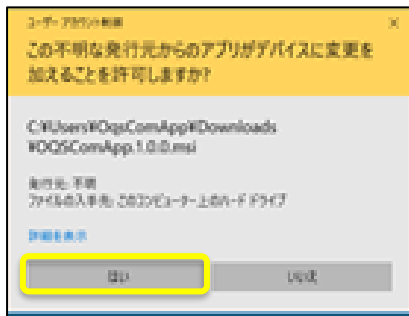 ユーザー アカウント制御
この不明な発行元からのアプリがデバイスに変更を
加えることを許可しますか?
C:¥Users¥OqsComApp¥Downloads
¥OQSComApp.1.0.0.msi
発行元: 不明
ファイルの入手先: このコンピューター上のハード ドライブ
詳細を表示
はい
いいえ